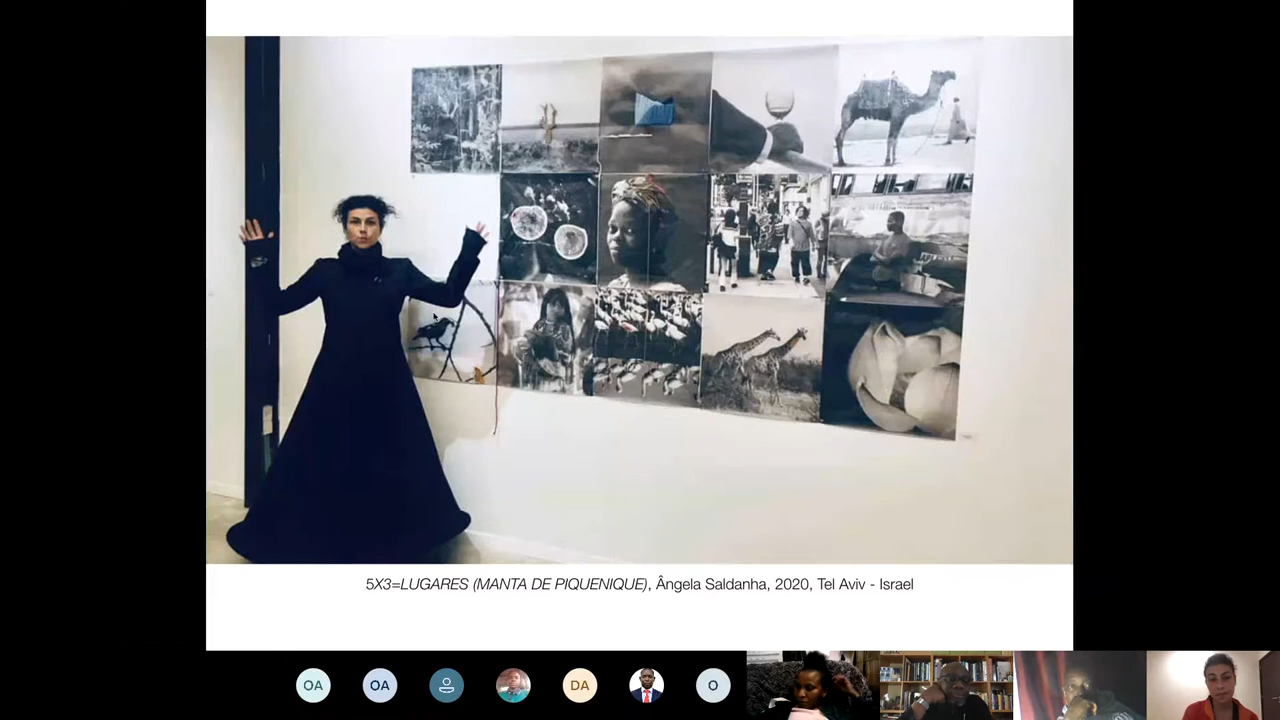 5X3=LUGARES (MANTA DE PIQUENIQUE), Ângela Saldanha, 2020, Tel Aviv - Israel
OA OA DA O